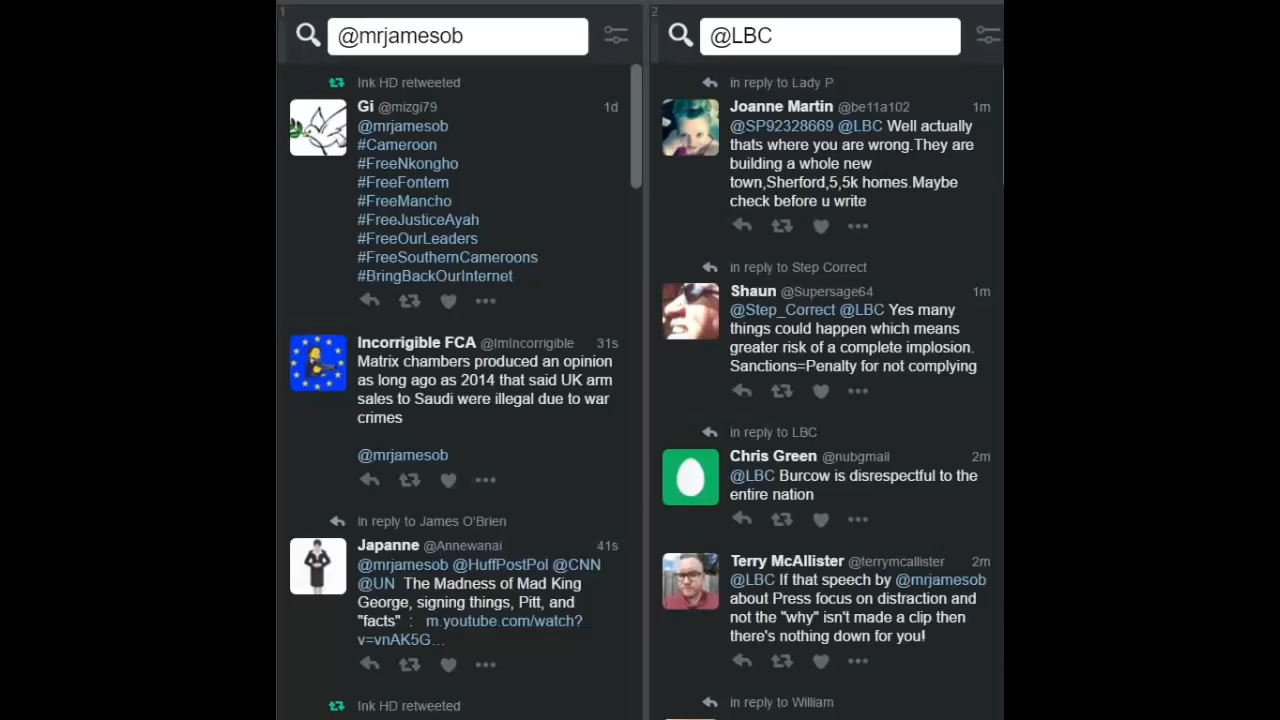 1
@mrjamesob
Ink HD retweeted
Gi @mizgi79 1d
@mrjamesob
#Cameroon
#FreeNkongho
#FreeFontem
#FreeMancho
#FreeJusticeAyah
#FreeOurLeaders
#FreeSouthernCameroons
#BringBackOurInternet
Incorrigible FCA @ImIncorrigible 31s
Matrix chambers produced an opinion
as long ago as 2014 that said UK arm
sales to Saudi were illegal due to war
crimes
@mrjamesob
in reply to James O'Brien
Japanne @Annewanai 41s
@mrjamesob @HuffPostPol @CNN
@UN The Madness of Mad King
George, signing things, Pitt, and
"facts" : m.youtube.com/watch?
v=vnAK5G…
Ink HD retweeted
2
@LBC
in reply to Lady P
Joanne Martin @be11a102 1m
@SP92328669 @LBC Well actually
thats where you are wrong.They are
building a whole new
town,Sherford,5,5k homes.Maybe
check before u write
in reply to Step Correct
Shaun @Supersage64 1m
@Step_Correct @LBC Yes many
things could happen which means
greater risk of a complete implosion.
Sanctions=Penalty for not complying
in reply to LBC
Chris Green @nubgmail 2m
@LBC Burcow is disrespectful to the
entire nation
Terry McAllister @terrymcallister 2m
@LBC If that speech by @mrjamesob
about Press focus on distraction and
not the "why" isn't made a clip then
there's nothing down for you!
in reply to William